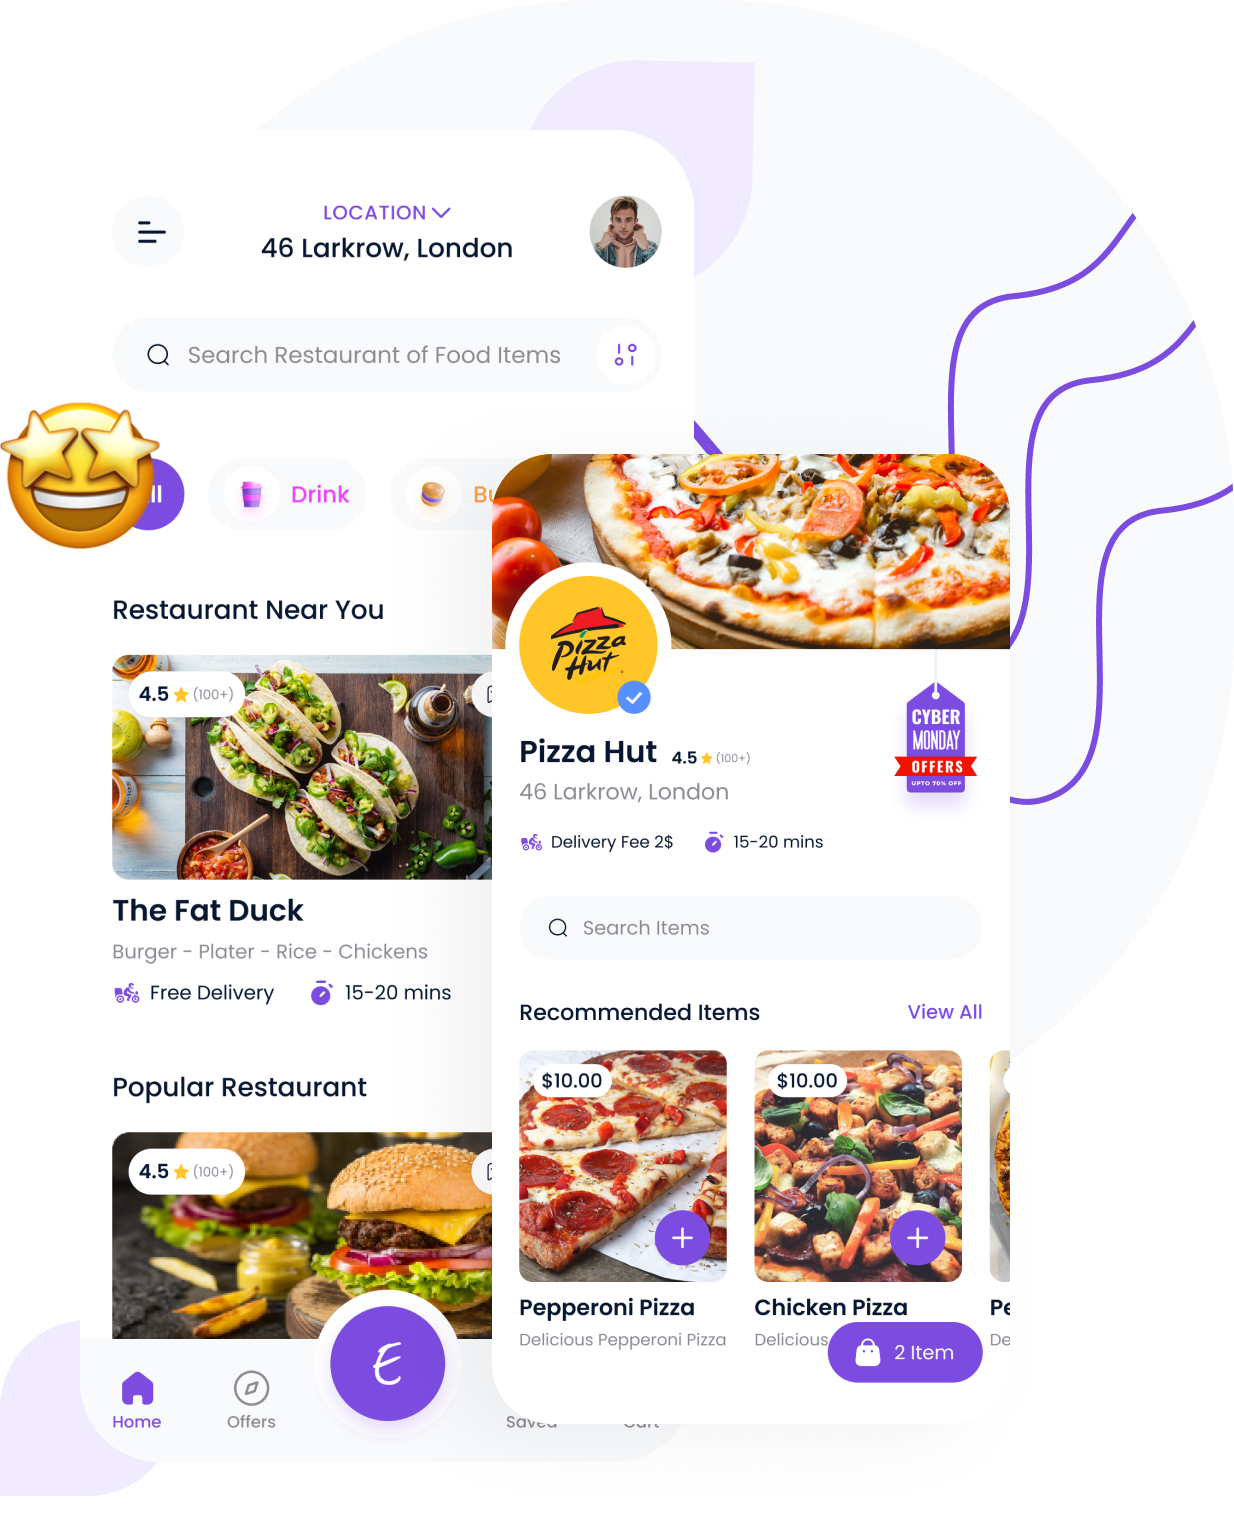 LOCATION
46 Larkrow, London
Search Restaurant of Food Items
Drink
Restaurant Near You
4.5 (100+)
The Fat Duck
Burger - Plater - Rice - Chickens
Free Delivery
15-20 mins
Popular Restaurant
4.5 (100+)
Home
Offers
Saved
Cart
Pizza
Hut
Pizza Hut 4.5 (100+)
46 Larkrow, London
Delivery Fee 2$
15-20 mins
CYBER
MONDAY
OFFERS
UPTO 70% OFF
Search Items
Recommended Items
View All
$10.00
$10.00
Pepperoni Pizza
Delicious Pepperoni Pizza
Chicken Pizza
Delicious
2 Item